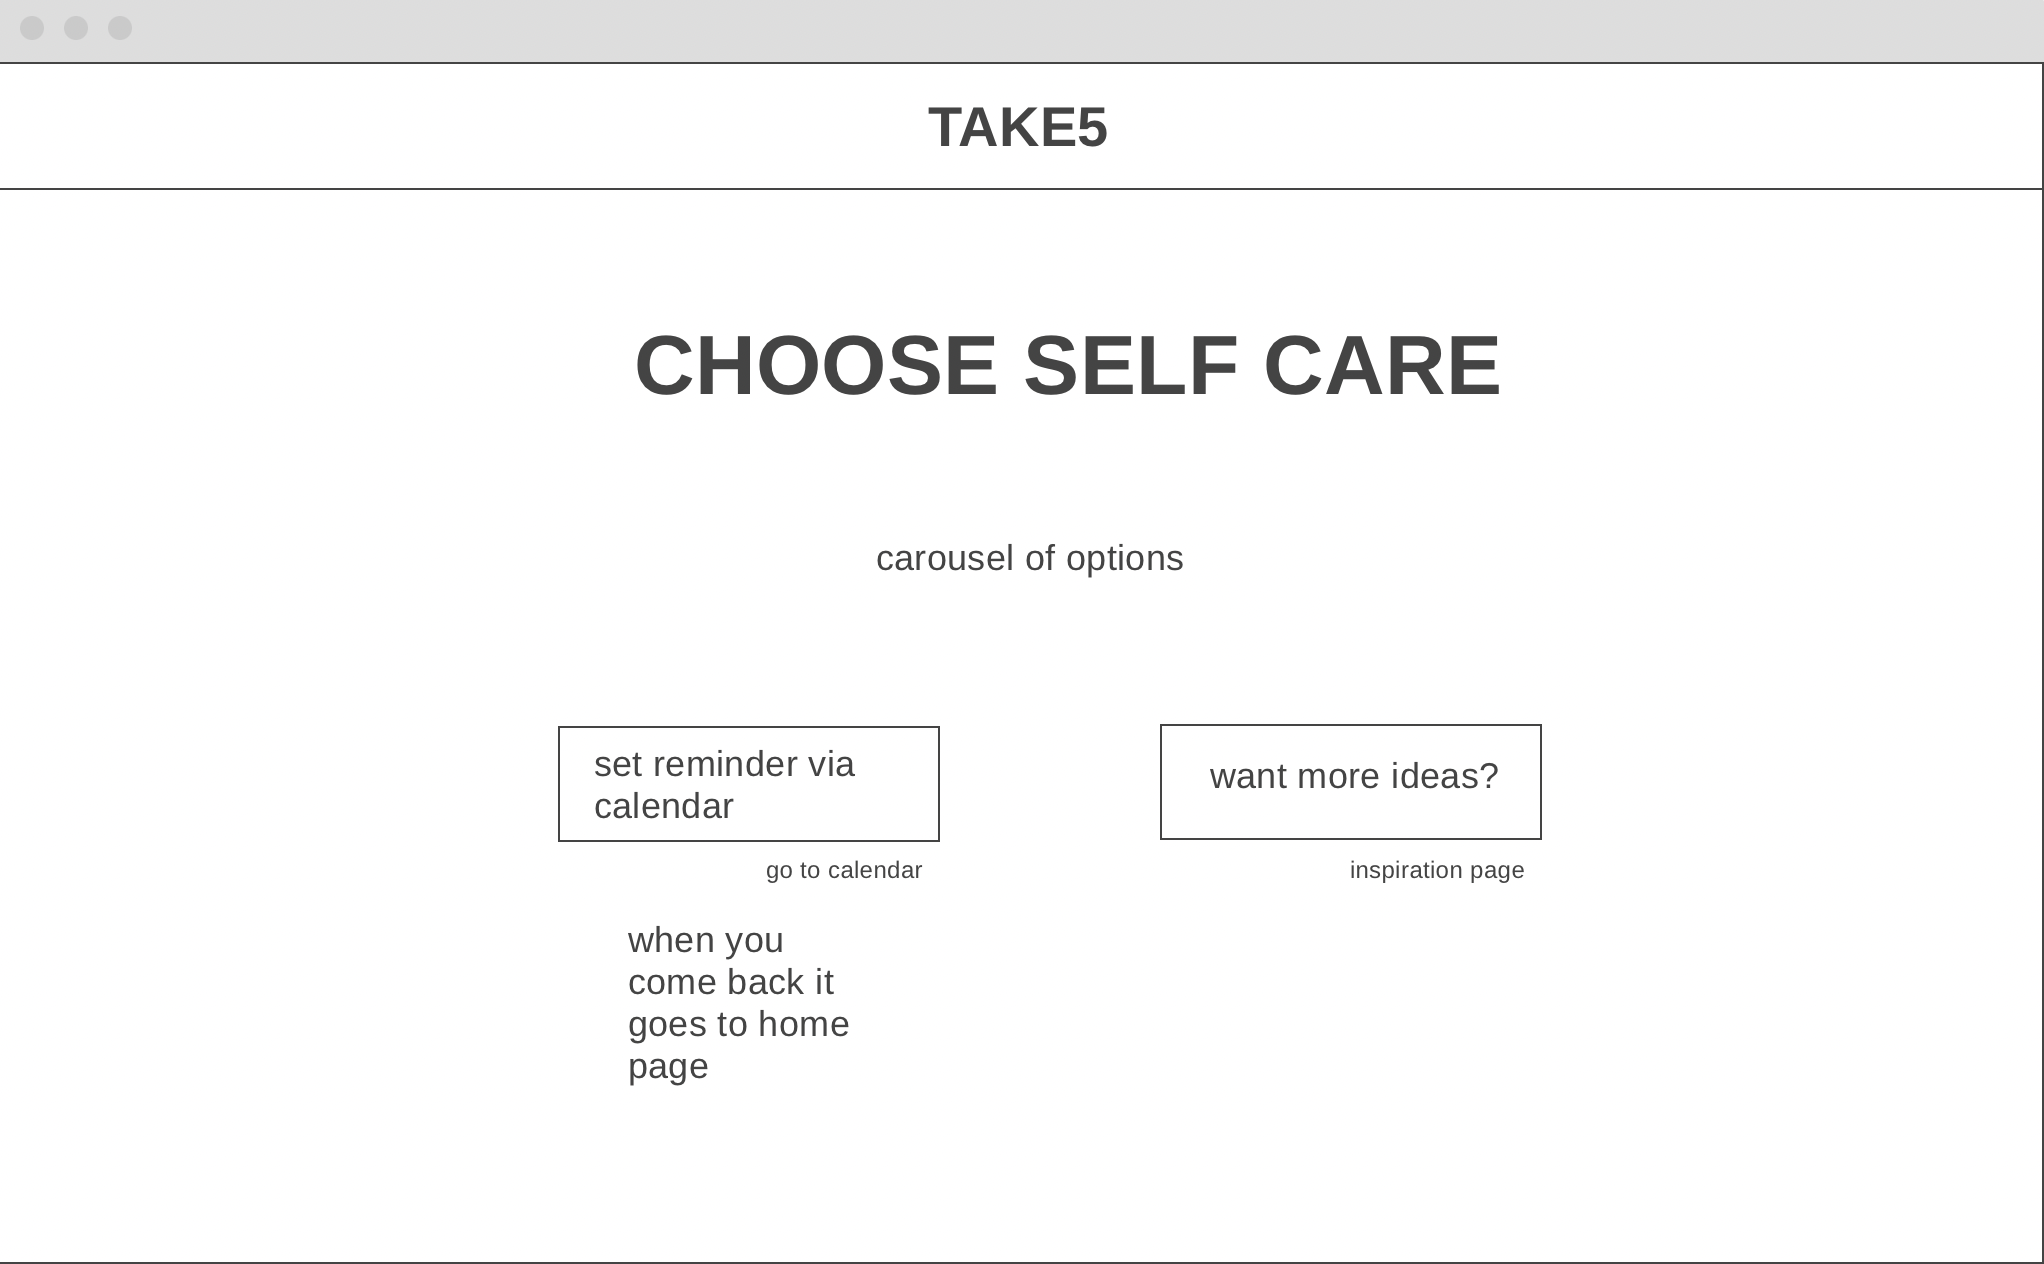 TAKE5
CHOOSE SELF CARE
carousel of options
set reminder via
calendar
want more ideas?
go to calendar
inspiration page
when you
come back it
goes to home
page